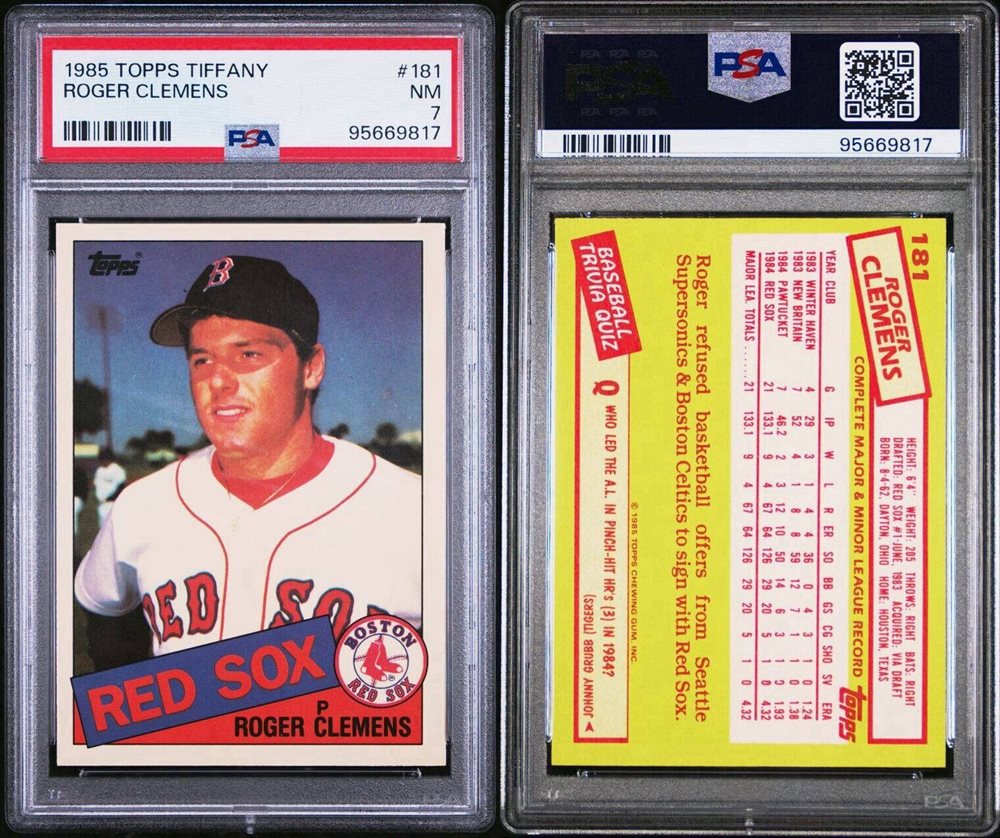 1985 TOPPS TIFFANY #181
ROGER CLEMENS NM
7
PSA 95669817
Topps®
B
RED SO
BOSTON
RED SOX
RED SOX
P
ROGER CLEMENS
PSA
PSA PSA PSA
PSA
PSA
95669817
181
ROGER
CLEMENS
HEIGHT: 6'4" WEIGHT: 205 THROWS: RIGHT BATS: RIGHT
DRAFTED: RED SOX #1-JUNE, 1983 ACQUIRED: VIA DRAFT
BORN: 8-4-62, DAYTON, OHIO HOME: HOUSTON, TEXAS
COMPLETE MAJOR & MINOR LEAGUE RECORD topps
YEAR CLUB G IP W L R ER SO BB GS CG SHO SV ERA
1983 WINTER HAVEN 4 29 3 1 4 4 36 0 4 3 1 0 1.24
1983 NEW BRITAIN 7 52 4 1 8 8 59 12 7 1 1 0 1.38
1984 PAWTUCKET 7 46.2 2 3 12 10 50 14 6 3 1 0 1.93
1984 RED SOX 21 133.1 9 4 67 64 126 29 20 5 1 0 4.32
MAJOR LEA. TOTALS ...... 21 133.1 9 4 67 64 126 29 20 5 1 0 4.32
Roger refused basketball offers from Seattle
Supersonics & Boston Celtics to sign with Red Sox.
© 1985 TOPPS CHEWING GUM, INC.
BASEBALL
TRIVIA QUIZ
Q WHO LED THE A.L. IN PINCH-HIT HR'S (3) IN 1984?
JOHNNY GRUBB (TIGERS) A
PSA